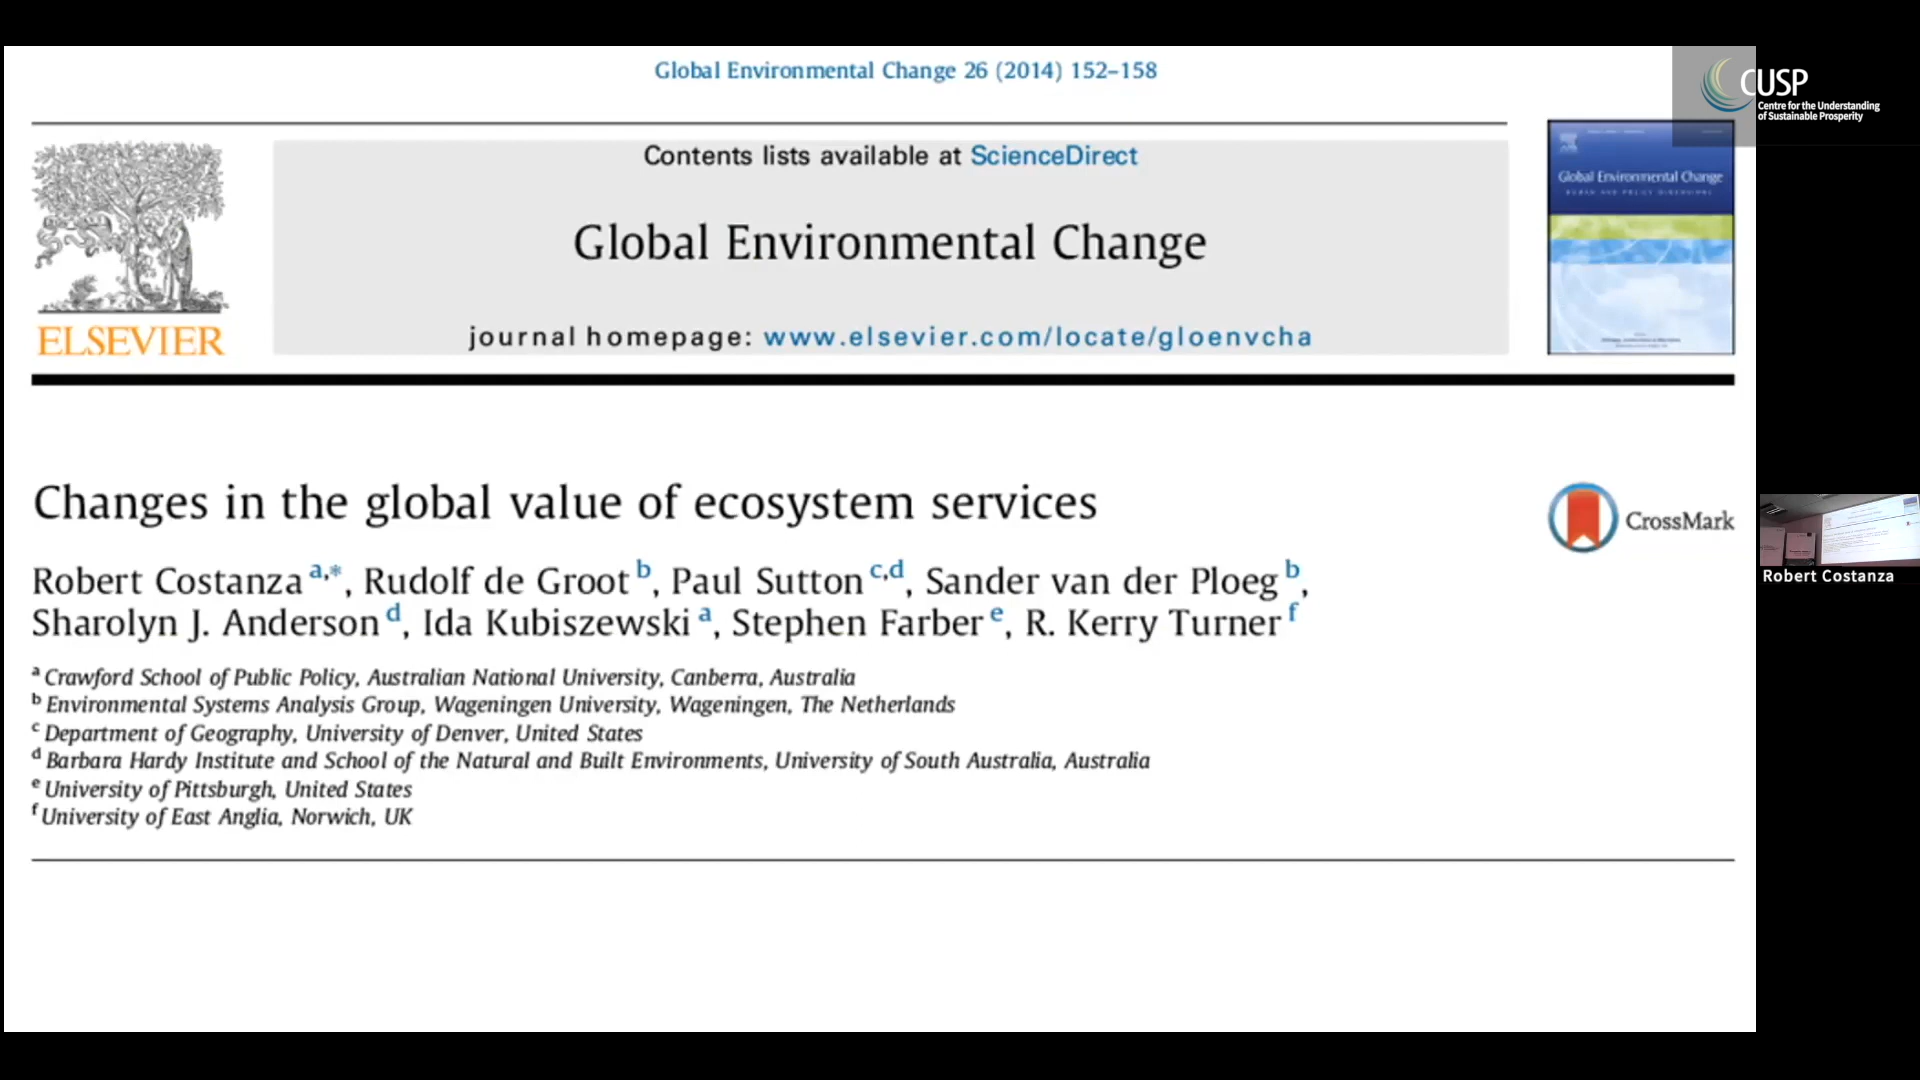 Global Environmental Change 26 (2014) 152–158
CUSP
Centre for the Understanding
of Sustainable Prosperity
Contents lists available at ScienceDirect
Global Environmental Change
journal homepage: www.elsevier.com/locate/gloenvcha
ELSEVIER
Global Environmental Change
Changes in the global value of ecosystem services
CrossMark
Robert Costanza a,*, Rudolf de Groot b, Paul Sutton c,d, Sander van der Ploeg b,
Sharolyn J. Anderson d, Ida Kubiszewski a, Stephen Farber e, R. Kerry Turner f
a Crawford School of Public Policy, Australian National University, Canberra, Australia
b Environmental Systems Analysis Group, Wageningen University, Wageningen, The Netherlands
c Department of Geography, University of Denver, United States
d Barbara Hardy Institute and School of the Natural and Built Environments, University of South Australia, Australia
e University of Pittsburgh, United States
f University of East Anglia, Norwich, UK
Robert Costanza